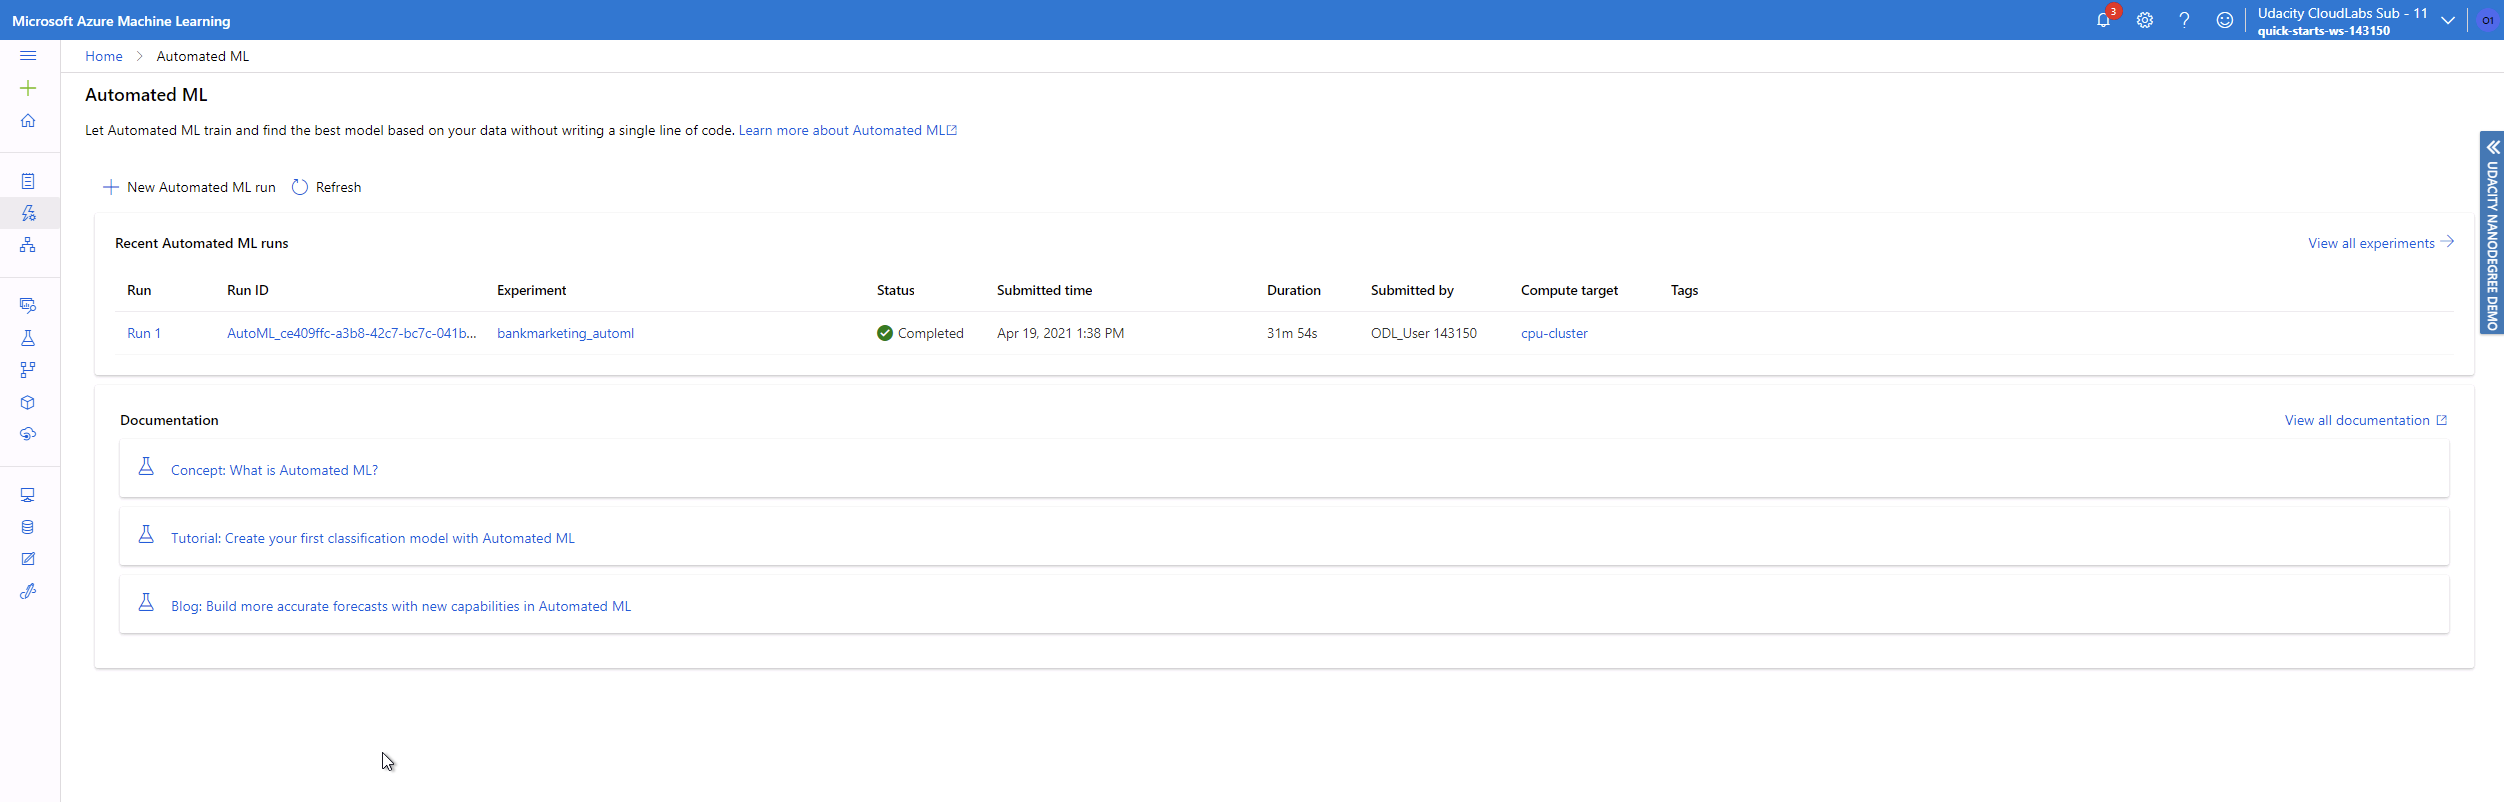 Microsoft Azure Machine Learning
3
Udacity CloudLabs Sub - 11
quick-starts-ws-143150
O1
Home > Automated ML
Automated ML
Let Automated ML train and find the best model based on your data without writing a single line of code. Learn more about Automated ML
New Automated ML run Refresh
Recent Automated ML runs
View all experiments
Run Run ID Experiment Status Submitted time Duration Submitted by Compute target Tags
Run 1 AutoML_ce409ffc-a3b8-42c7-bc7c-041b... bankmarketing_automl Completed Apr 19, 2021 1:38 PM 31m 54s ODL_User 143150 cpu-cluster
Documentation
View all documentation
Concept: What is Automated ML?
Tutorial: Create your first classification model with Automated ML
Blog: Build more accurate forecasts with new capabilities in Automated ML
UDACITY NANODEGREE DEMO